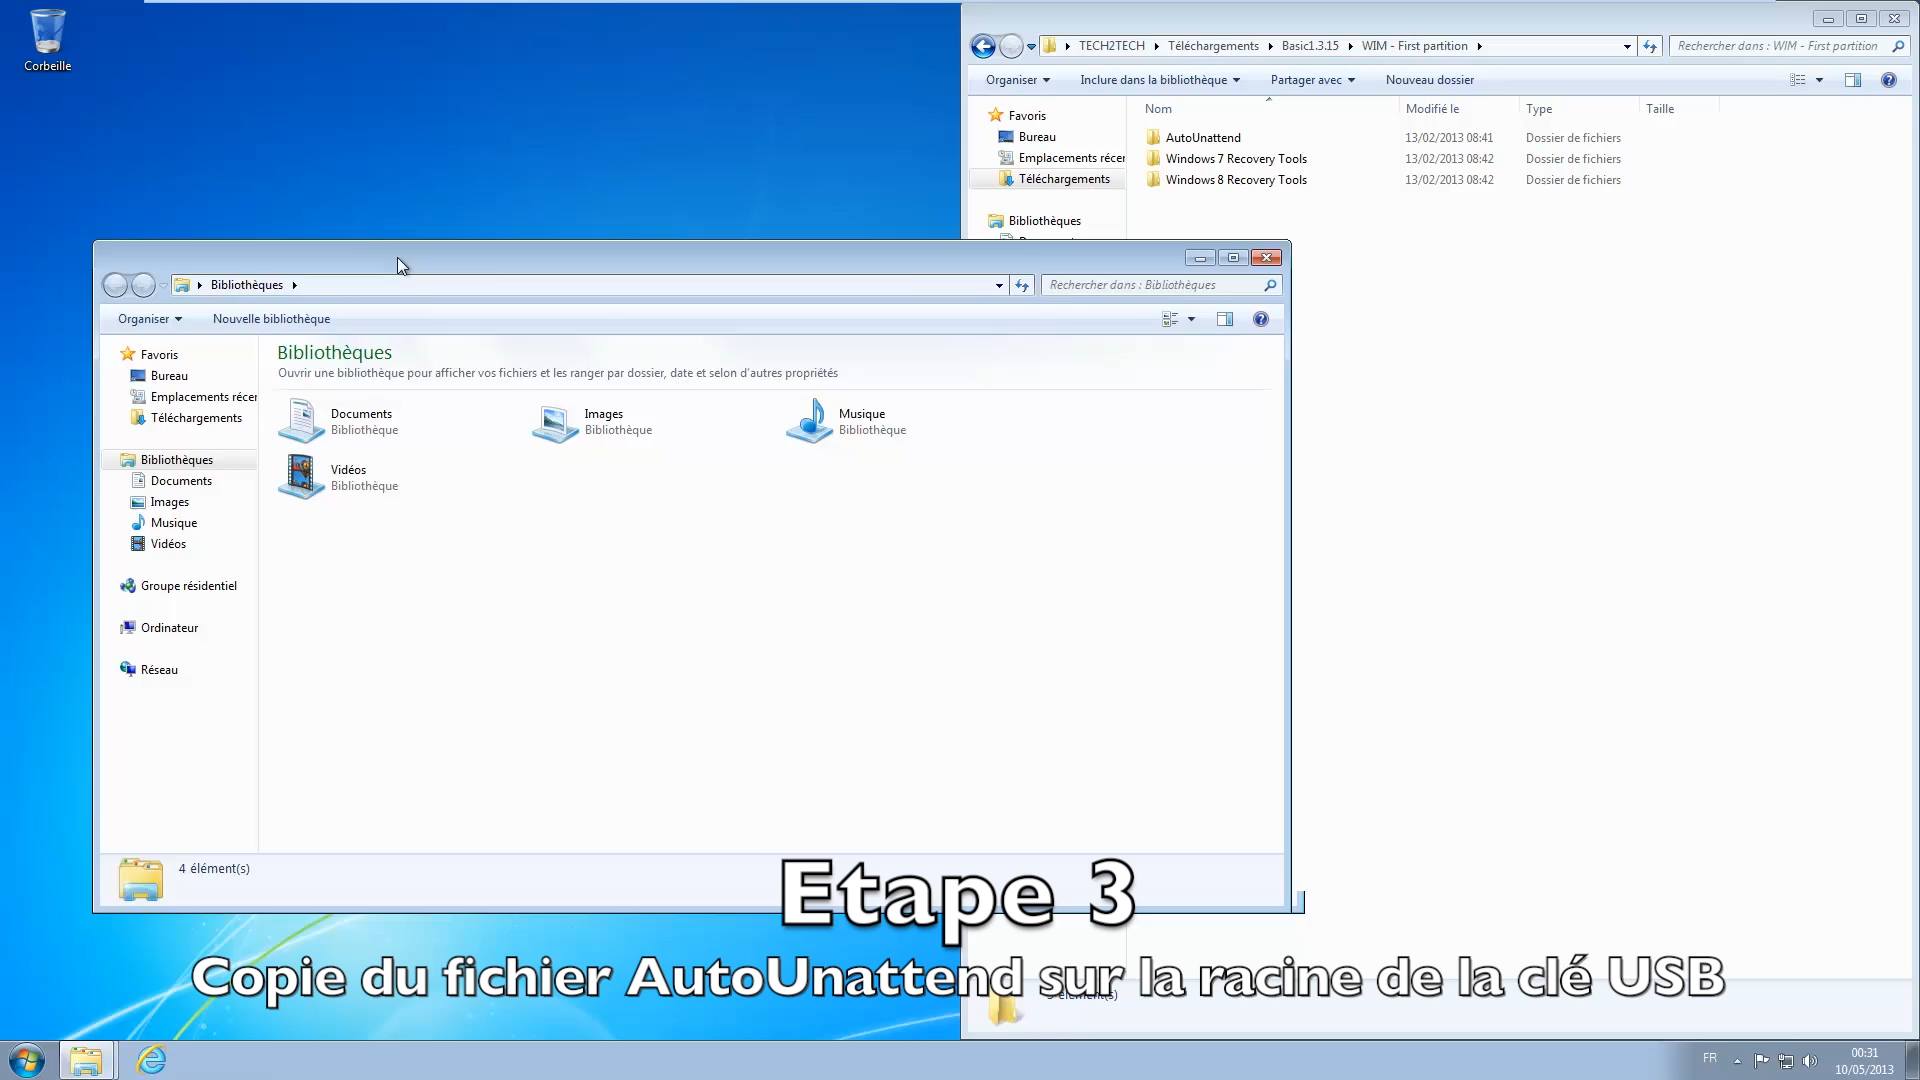 Corbeille
TECH2TECH Téléchargements Basic1.3.15 WIM - First partition
Rechercher dans : WIM - First partition
Organiser Inclure dans la bibliothèque Partager avec Nouveau dossier
Favoris
Bureau
Emplacements récer
Téléchargements
Bibliothèques
Nom Modifié le Type Taille
AutoUnattend 13/02/2013 08:41 Dossier de fichiers
Windows 7 Recovery Tools 13/02/2013 08:42 Dossier de fichiers
Windows 8 Recovery Tools 13/02/2013 08:42 Dossier de fichiers
Bibliothèques
Rechercher dans : Bibliothèques
Organiser Nouvelle bibliothèque
Favoris
Bureau
Emplacements récer
Téléchargements
Bibliothèques
Documents
Images
Musique
Vidéos
Groupe résidentiel
Ordinateur
Réseau
Bibliothèques
Ouvrir une bibliothèque pour afficher vos fichiers et les ranger par dossier, date et selon d'autres propriétés
Documents
Bibliothèque
Images
Bibliothèque
Musique
Bibliothèque
Vidéos
Bibliothèque
4 élément(s)
Etape 3
Copie du fichier AutoUnattend sur la racine de la clé USB
3 élément(s)
FR
00:31
10/05/2013